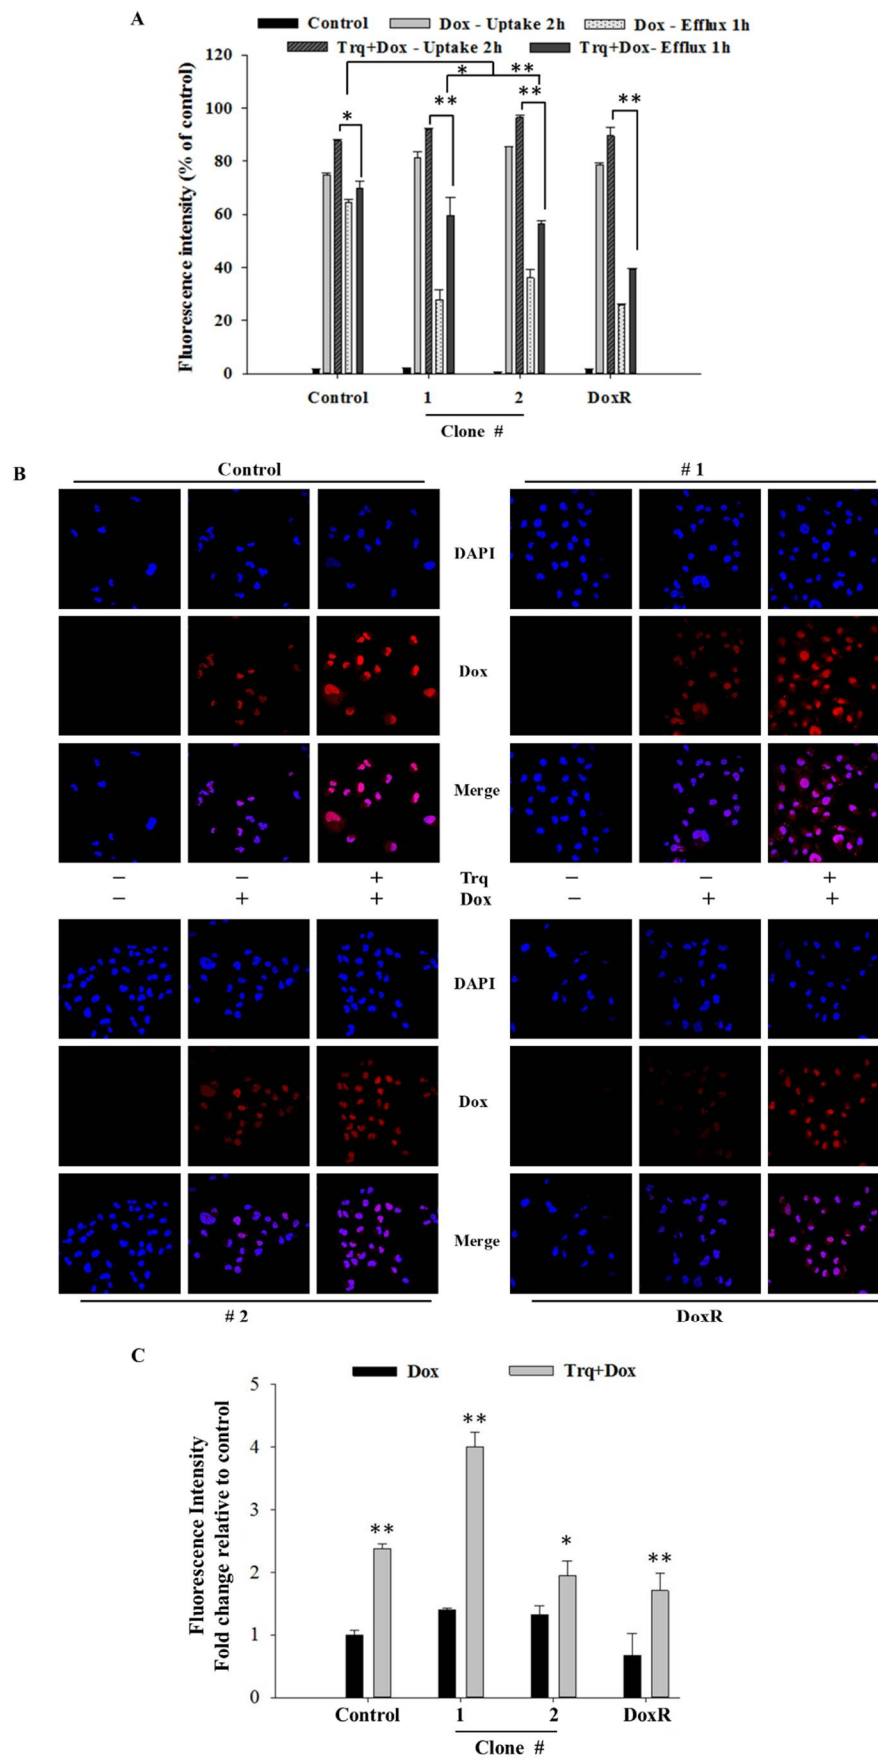 A
Control Dox - Uptake 2h Dox - Efflux 1h
Trq+Dox - Uptake 2h Trq+Dox- Efflux 1h
Fluorescence intensity (% of control)
120
100
80
60
40
20
0
* * **
** ** **
Control 1 2 DoxR
Clone #
B
Control # 1
DAPI
Dox
Merge
− − + Trq − − +
− + + Dox − + +
DAPI
Dox
Merge
# 2 DoxR
C
Dox Trq+Dox
Fluorescence Intensity
Fold change relative to control
5
4
3
2
1
0
** ** * **
Control 1 2 DoxR
Clone #